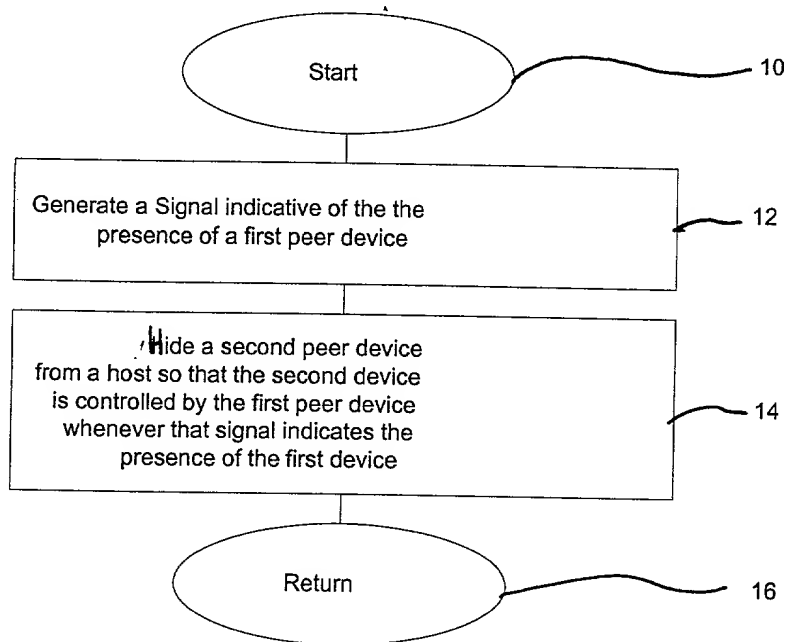 Start
10
Generate a Signal indicative of the the
presence of a first peer device
12
Hide a second peer device
from a host so that the second device
is controlled by the first peer device
whenever that signal indicates the
presence of the first device
14
Return
16